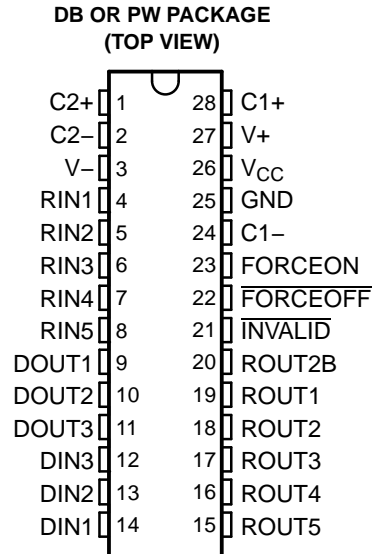 DB OR PW PACKAGE
(TOP VIEW)
C2+ 1 28 C1+
C2− 2 27 V+
V− 3 26 VCC
RIN1 4 25 GND
RIN2 5 24 C1−
RIN3 6 23 FORCEON
RIN4 7 22 FORCEOFF
RIN5 8 21 INVALID
DOUT1 9 20 ROUT2B
DOUT2 10 19 ROUT1
DOUT3 11 18 ROUT2
DIN3 12 17 ROUT3
DIN2 13 16 ROUT4
DIN1 14 15 ROUT5